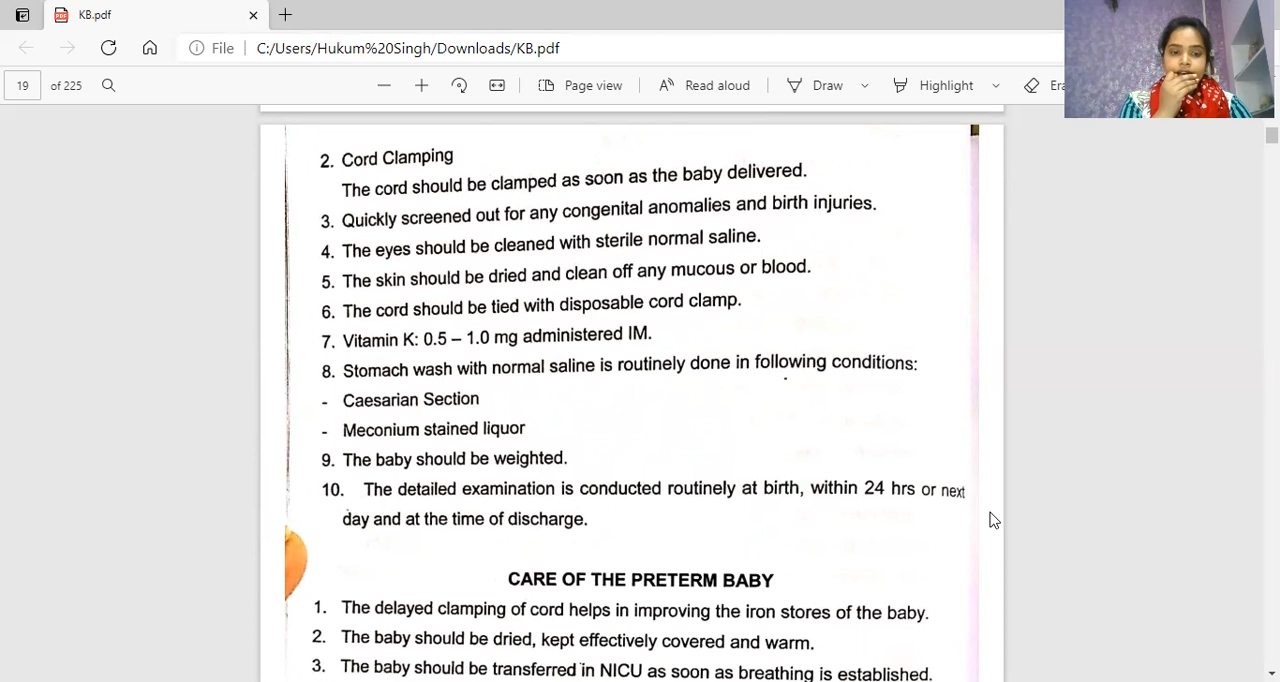 KB.pdf
File C:/Users/Hukum%20Singh/Downloads/KB.pdf
19 of 225 Page view Read aloud Draw Highlight Era
2. Cord Clamping
The cord should be clamped as soon as the baby delivered.
3. Quickly screened out for any congenital anomalies and birth injuries.
4. The eyes should be cleaned with sterile normal saline.
5. The skin should be dried and clean off any mucous or blood.
6. The cord should be tied with disposable cord clamp.
7. Vitamin K: 0.5 – 1.0 mg administered IM.
8. Stomach wash with normal saline is routinely done in following conditions:
- Caesarian Section
- Meconium stained liquor
9. The baby should be weighted.
10. The detailed examination is conducted routinely at birth, within 24 hrs or next
day and at the time of discharge.
CARE OF THE PRETERM BABY
1. The delayed clamping of cord helps in improving the iron stores of the baby.
2. The baby should be dried, kept effectively covered and warm.
3. The baby should be transferred in NICU as soon as breathing is established.